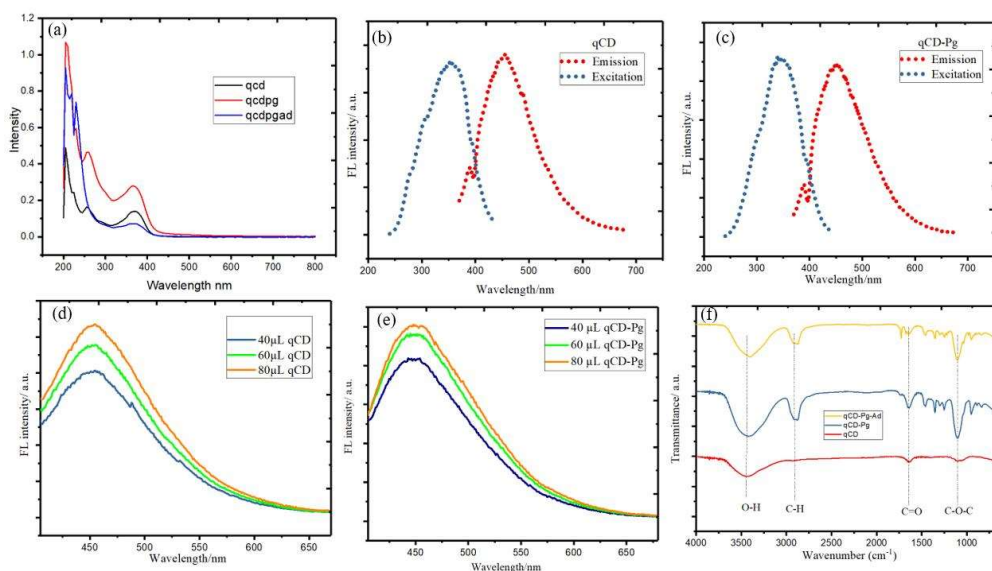 (a)
1.2
1.0
0.8
0.6
0.4
0.2
0.0
Intensity
qcd
qcdpg
qcdpgad
200 300 400 500 600 700 800
Wavelength nm
(b)
qCD
Emission
Excitation
FL intensity/ a.u.
200 300 400 500 600 700
Wavelength/nm
(c)
qCD-Pg
Emission
Excitation
FL intensity/ a.u.
200 300 400 500 600 700
Wavelength/nm
(d)
40µL qCD
60µL qCD
80µL qCD
FL intensity/ a.u.
450 500 550 600 650
Wavelength/nm
(e)
40 µL qCD-Pg
60 µL qCD-Pg
80 µL qCD-Pg
FL intensity/ a.u.
450 500 550 600 650
Wavelength/nm
(f)
Transmittance/ a.u.
qCD-Pg-Ad
qCD-Pg
qCD
O-H
C-H
C=O
C-O-C
4000 3500 3000 2500 2000 1500 1000
Wavenumber (cm-1)